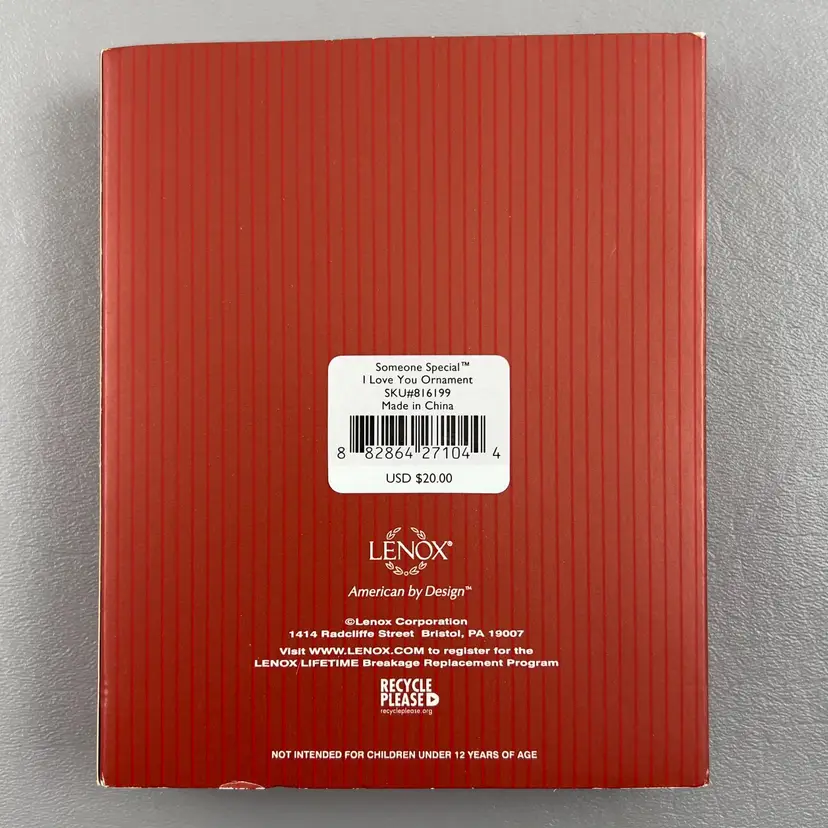 Someone Special™
I Love You Ornament
SKU#816199
Made in China
8 82864 27104 4
USD $20.00
LENOX®
American by Design™
©Lenox Corporation
1414 Radcliffe Street Bristol, PA 19007
Visit WWW.LENOX.COM to register for the
LENOX LIFETIME Breakage Replacement Program
RECYCLE
PLEASE
recycleplease.org
NOT INTENDED FOR CHILDREN UNDER 12 YEARS OF AGE